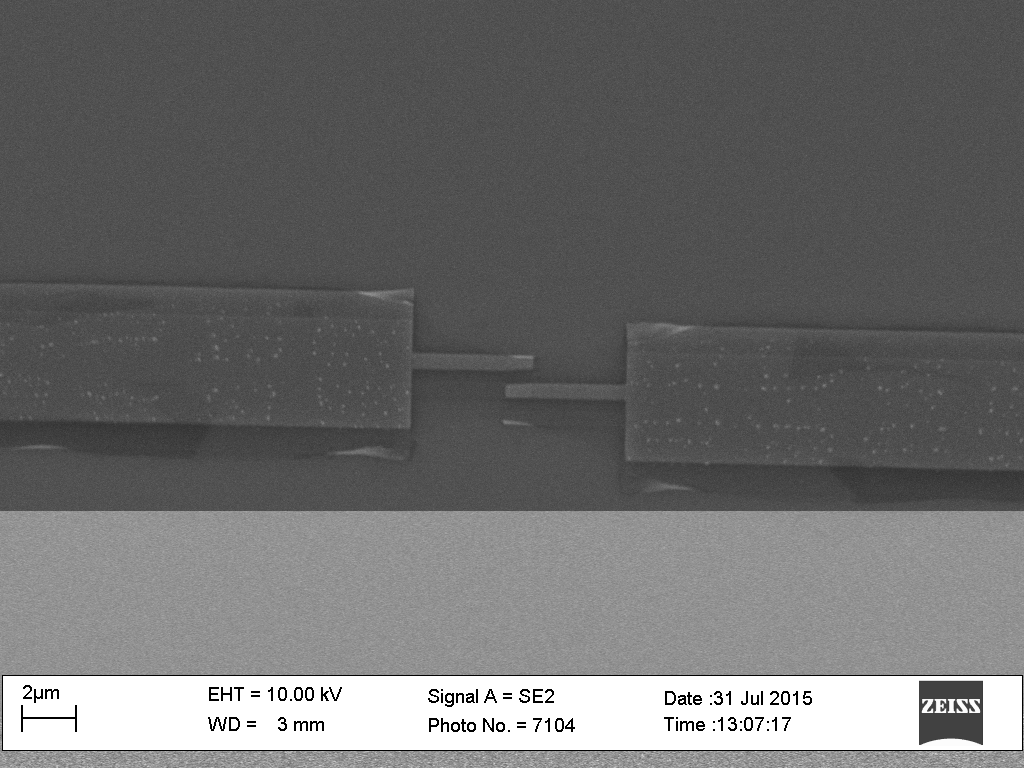 2µm
EHT = 10.00 kV
Signal A = SE2
Date :31 Jul 2015
ZEISS
WD = 3 mm
Photo No. = 7104
Time :13:07:17